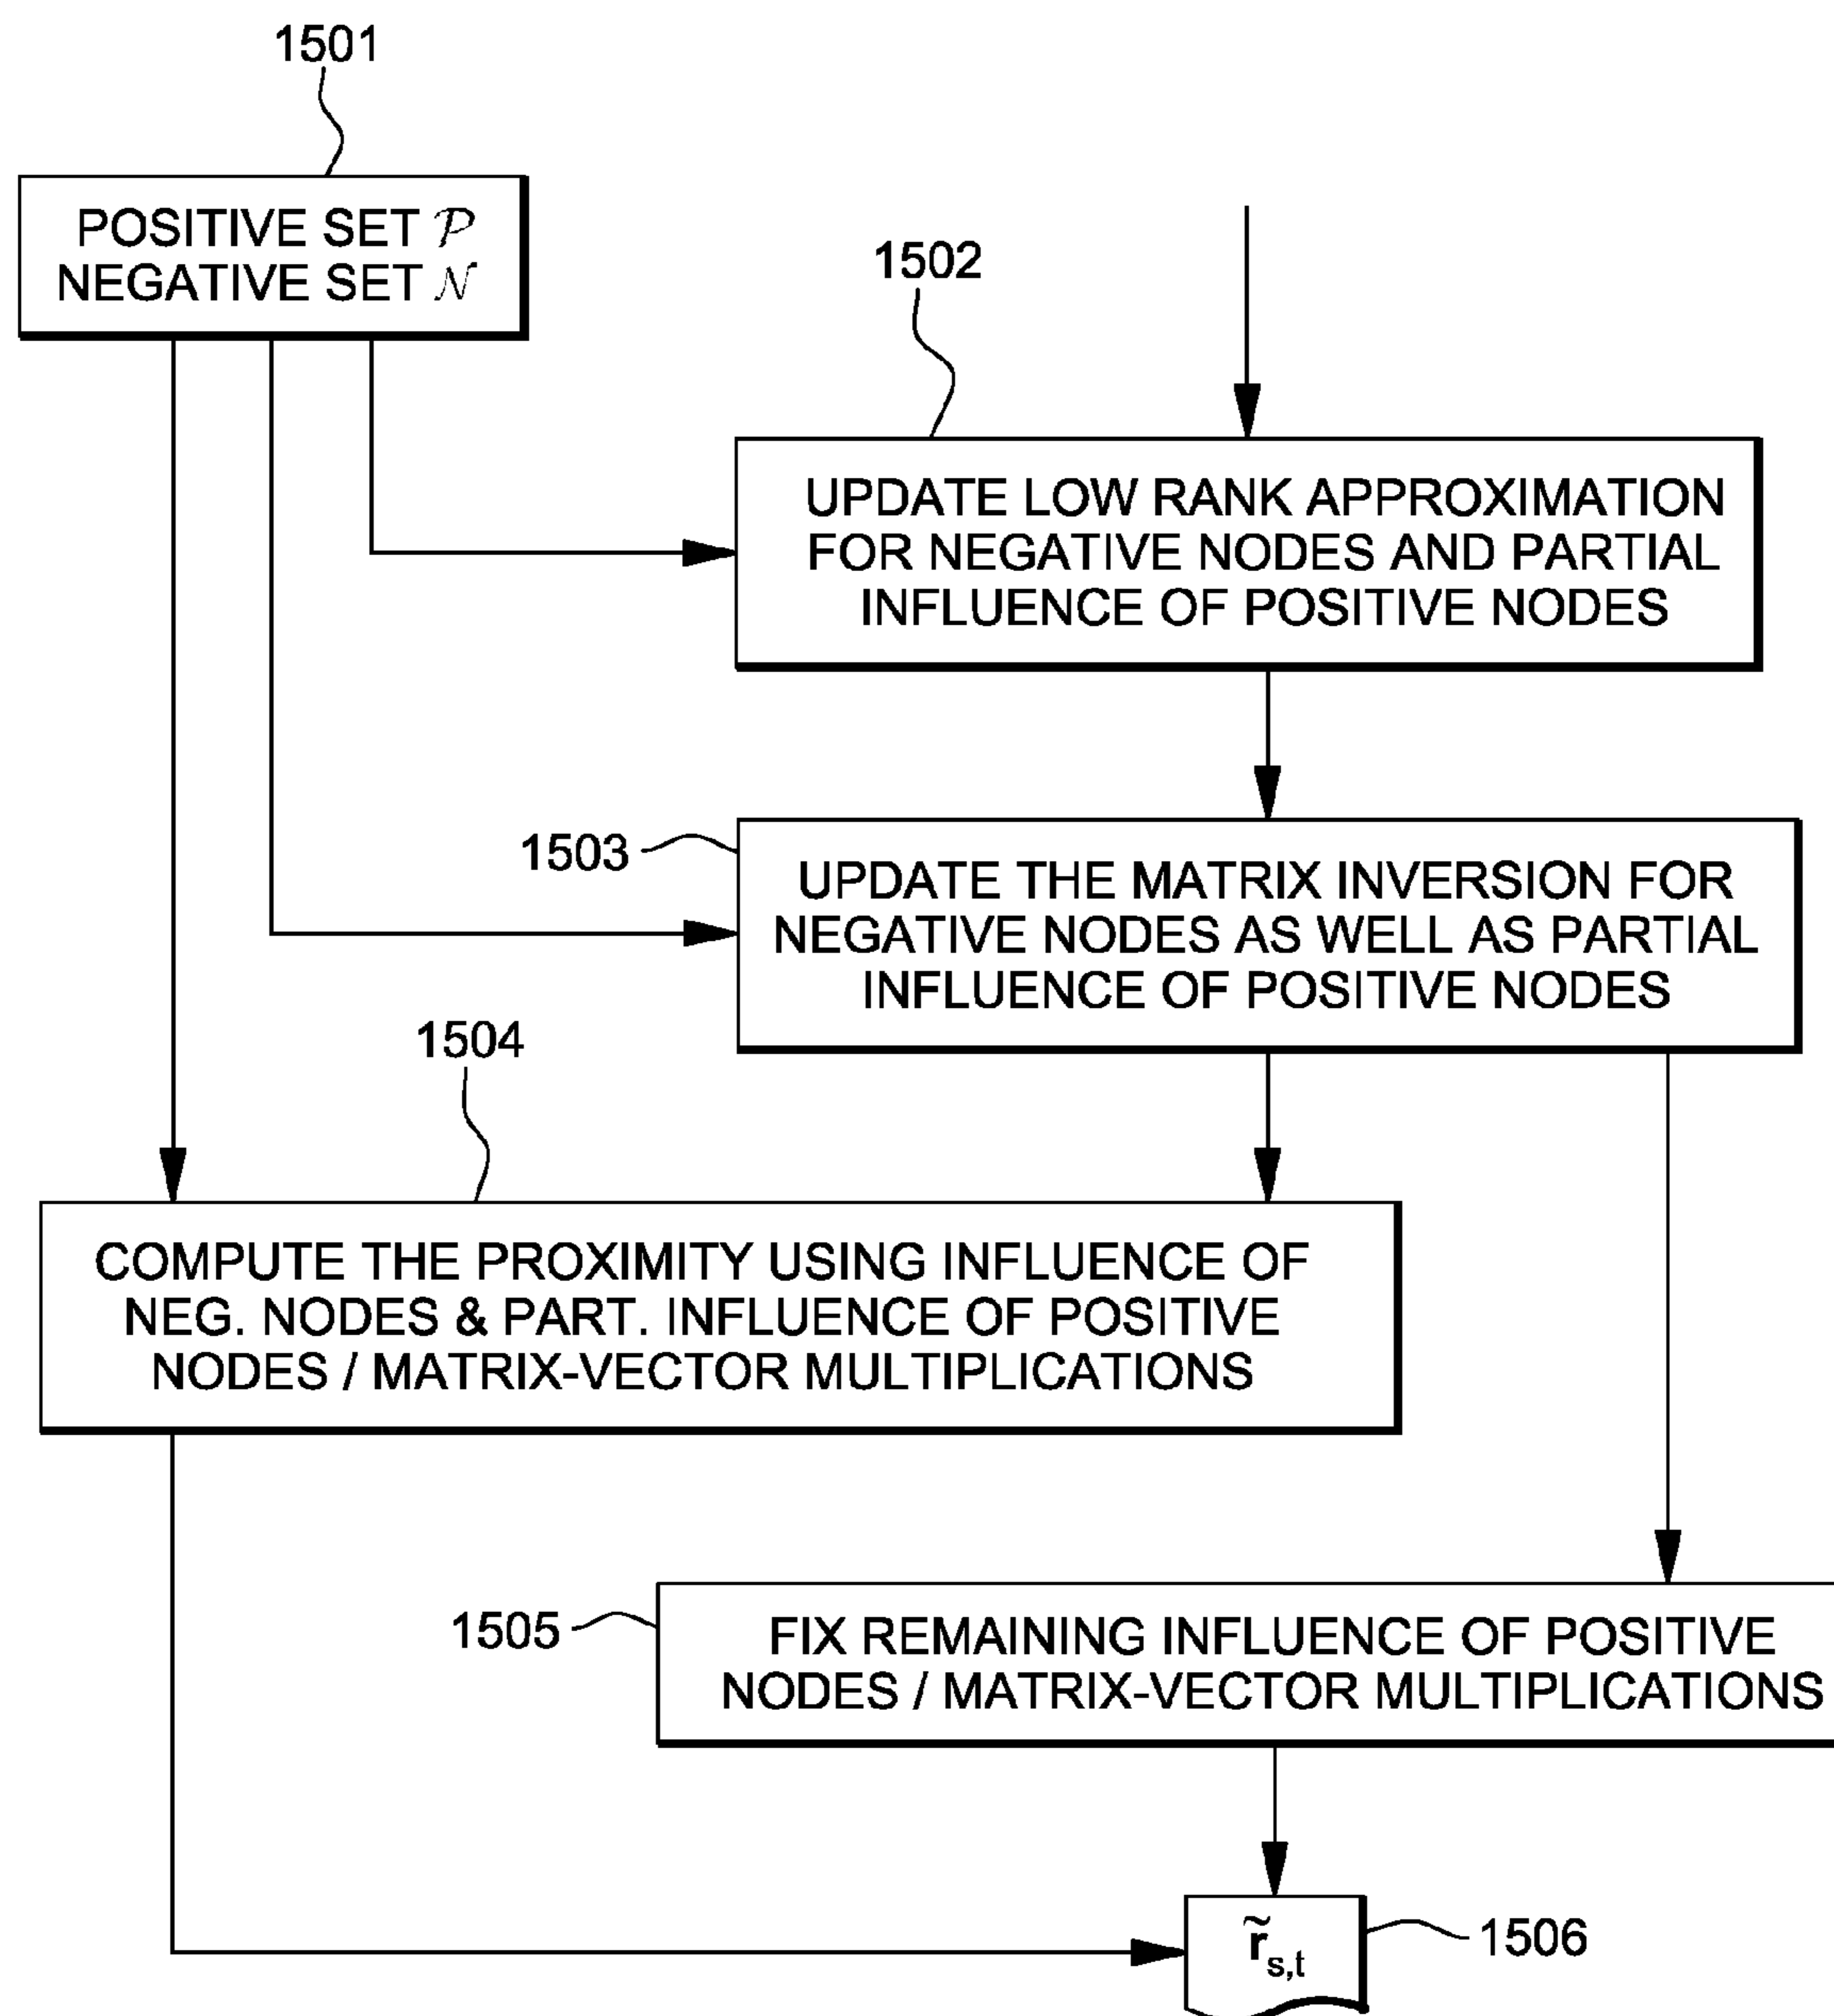 1501
POSITIVE SET 𝒫
NEGATIVE SET 𝒩
1502
UPDATE LOW RANK APPROXIMATION
FOR NEGATIVE NODES AND PARTIAL
INFLUENCE OF POSITIVE NODES
1503
UPDATE THE MATRIX INVERSION FOR
NEGATIVE NODES AS WELL AS PARTIAL
INFLUENCE OF POSITIVE NODES
1504
COMPUTE THE PROXIMITY USING INFLUENCE OF
NEG. NODES & PART. INFLUENCE OF POSITIVE
NODES / MATRIX-VECTOR MULTIPLICATIONS
1505
FIX REMAINING INFLUENCE OF POSITIVE
NODES / MATRIX-VECTOR MULTIPLICATIONS
r̃s,t
1506